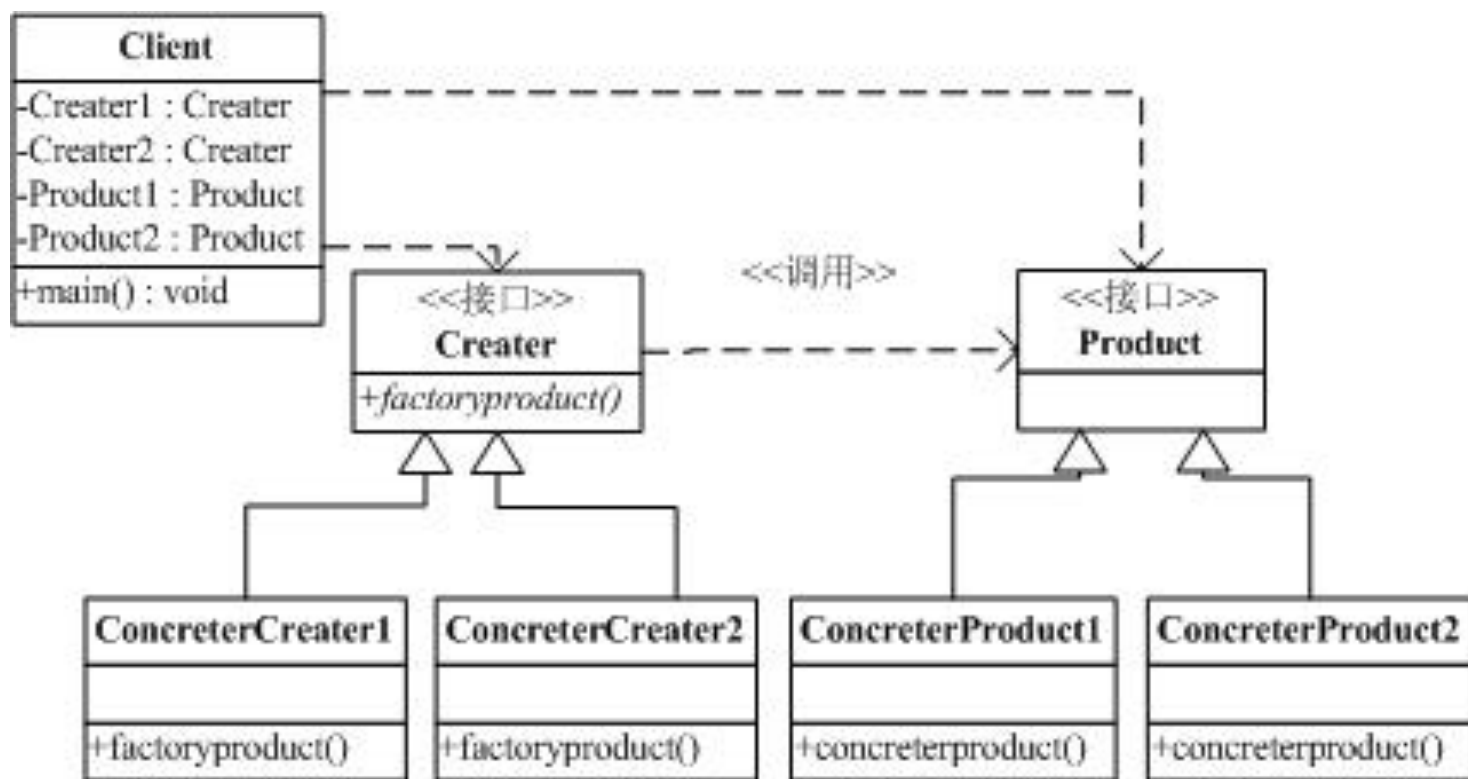 Client
-Creater1 : Creater
-Creater2 : Creater
-Product1 : Product
-Product2 : Product
+main() : void
<<接口>>
Creater
+factoryproduct()
<<调用>>
<<接口>>
Product
ConcreterCreater1
+factoryproduct()
ConcreterCreater2
+factoryproduct()
ConcreterProduct1
+concreterproduct()
ConcreterProduct2
+concreterproduct()